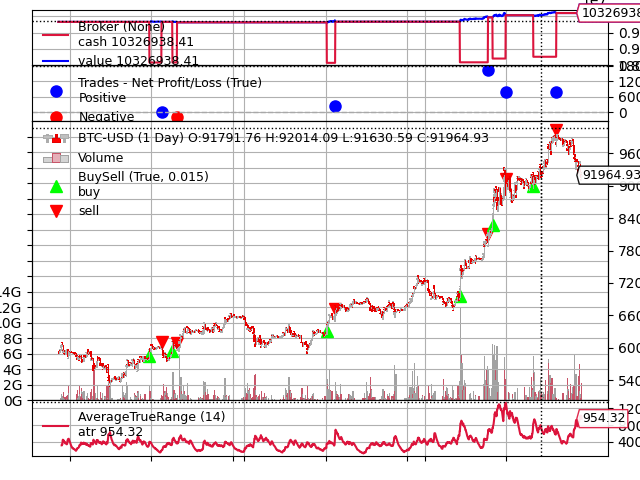 Broker (None)
cash 10326938.41
value 10326938.41
10326938
0.9
0.9
Trades - Net Profit/Loss (True)
Positive
Negative
120
600
0
BTC-USD (1 Day) O:91791.76 H:92014.09 L:91630.59 C:91964.93
Volume
BuySell (True, 0.015)
buy
sell
960
91964.93
900
840
780
720
660
600
540
14G
12G
10G
8G
6G
4G
2G
0G
AverageTrueRange (14)
atr 954.32
120
954.32
400